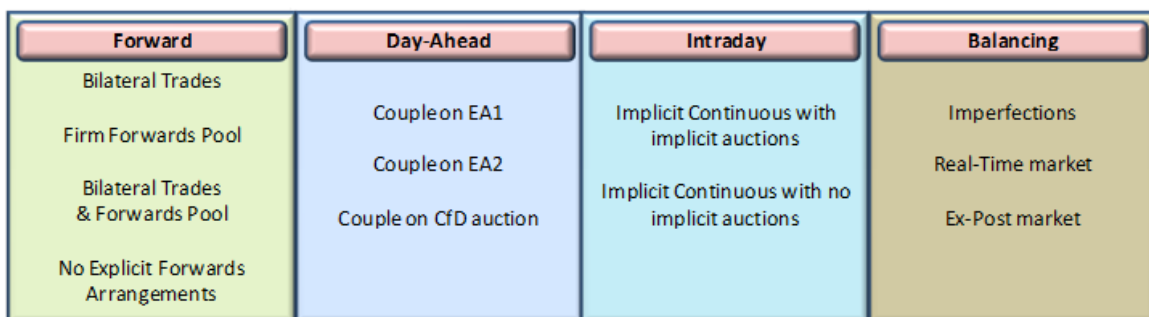 Forward
Bilateral Trades
Firm Forwards Pool
Bilateral Trades
& Forwards Pool
No Explicit Forwards
Arrangements
Day-Ahead
Couple on EA1
Couple on EA2
Couple on CfD auction
Intraday
Implicit Continuous with
implicit auctions
Implicit Continuous with no
implicit auctions
Balancing
Imperfections
Real-Time market
Ex-Post market